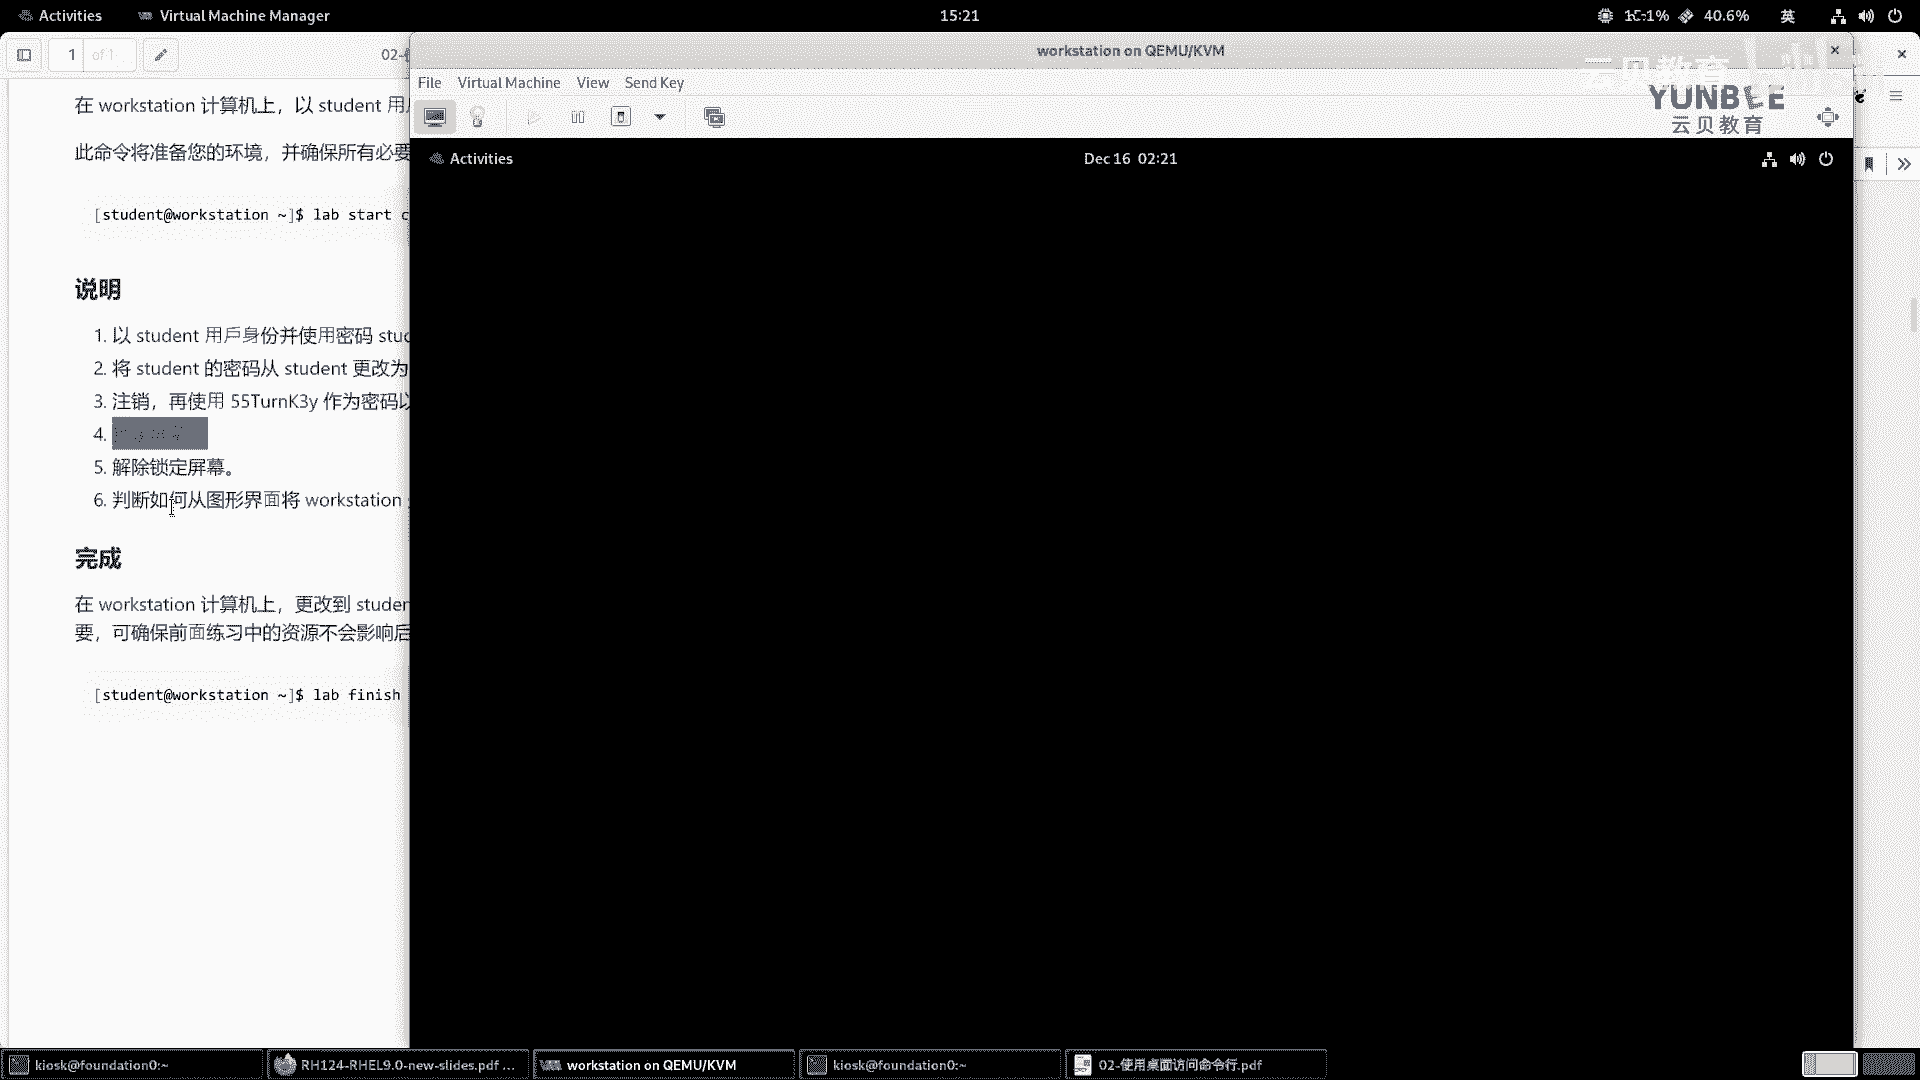 Activities
Virtual Machine Manager
15:21
40.6%
英
1
of 1
workstation on QEMU/KVM
File
Virtual Machine
View
Send Key
云贝教育
YUNBEE
云贝教育
Activities
Dec 16 02:21
在 workstation 计算机上，以 student 用
此命令将准备您的环境，并确保所有必要
[student@workstation ~]$ lab start
说明
1. 以 student 用戶身份并使用密码
2. 将 student 的密码从 student 更改为
3. 注销，再使用 55TurnK3y 作为密码以
4.
5. 解除锁定屏幕。
6. 判断如何从图形界面将 workstation
完成
在 workstation 计算机上，更改到 studen
要，可确保前面练习中的资源不会影响后
[student@workstation ~]$ lab finish
kiosk@foundation0:~
RH124-RHEL9.0-new-slides.pdf ...
workstation on QEMU/KVM
kiosk@foundation0:~
02-使用桌面访问命令行.pdf